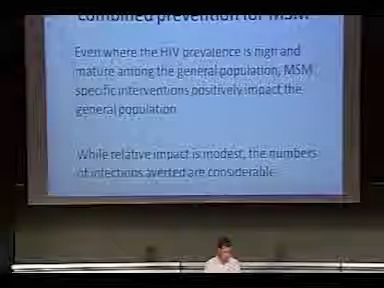 combined prevention for MSM
Even where the HIV prevalence is high and
mature among the general population, MSM
specific interventions positively impact the
general population
While relative impact is modest, the numbers
of infections averted are considerable